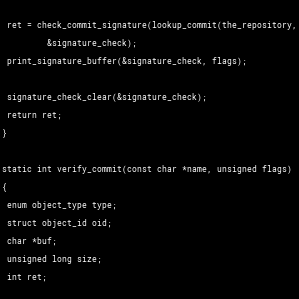 ret = check_commit_signature(lookup_commit(the_repository,
&signature_check);
print_signature_buffer(&signature_check, flags);
signature_check_clear(&signature_check);
return ret;
}
static int verify_commit(const char *name, unsigned flags)
{
enum object_type type;
struct object_id oid;
char *buf;
unsigned long size;
int ret;